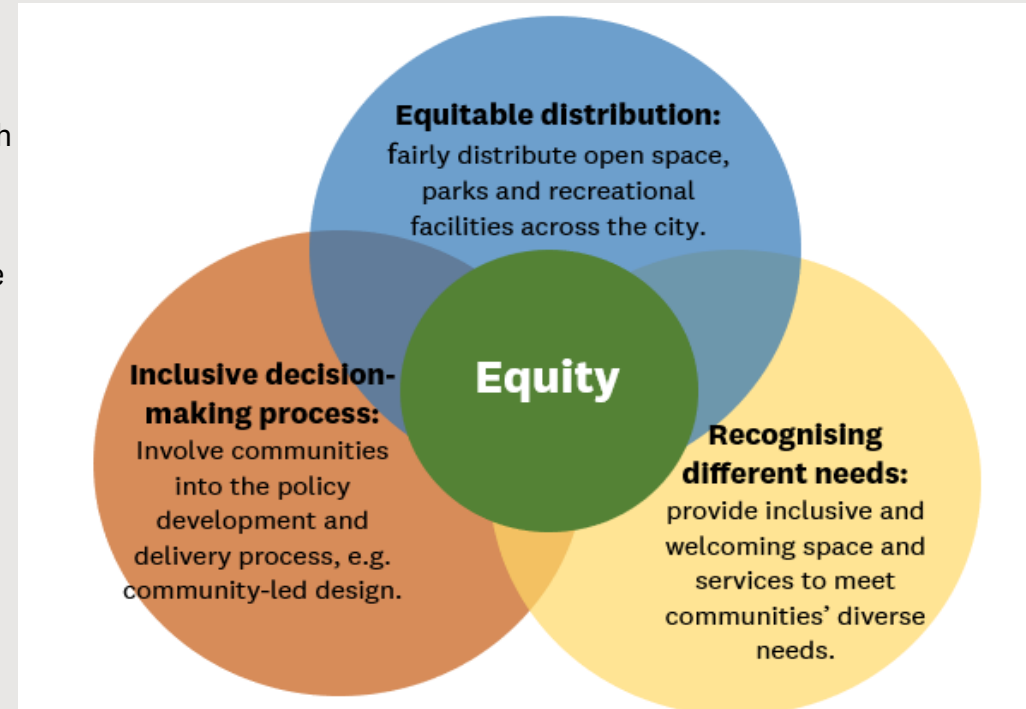 Equitable distribution:
fairly distribute open space,
parks and recreational
facilities across the city.
Equity
Inclusive decision-
making process:
Involve communities
into the policy
development and
delivery process, e.g.
community-led design.
Recognising
different needs:
provide inclusive and
welcoming space and
services to meet
communities’ diverse
needs.